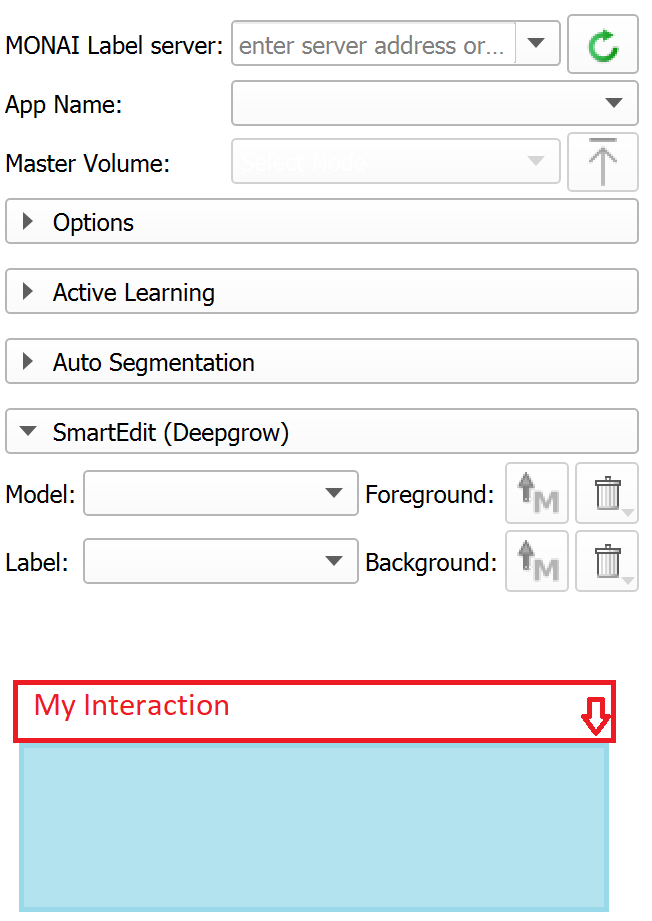 MONAI Label server: enter server address or...
App Name:
Master Volume: Select Node
Options
Active Learning
Auto Segmentation
SmartEdit (Deepgrow)
Model: Foreground: M
Label: Background: M
My Interaction